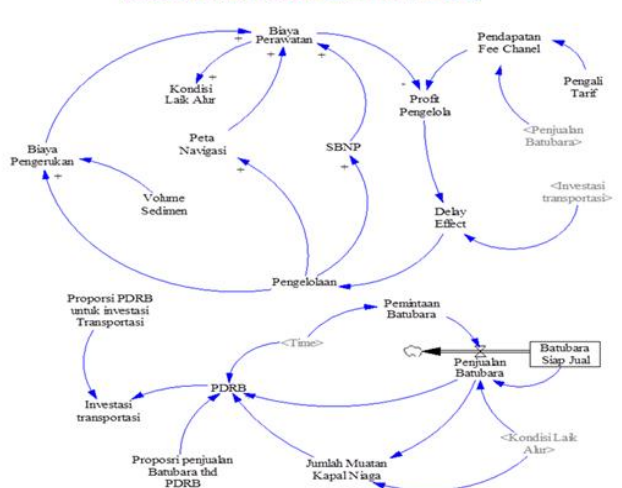 Biaya
Perawatan
Pendapatan
Fee Chanel
Kondisi
Laik Alur
Profit
Pengelola
Pengali
Tarif
Peta
Navigasi
SBNP
<Penjualan
Batubara>
Biaya
Pengerukan
Volume
Sedimen
<Investasi
transportasi>
Delay
Effect
Pengelolaan
Proporsi PDRB
untuk investasi
Transportasi
Pemintaan
Batubara
<Time>
Batubara
Siap Jual
Penjualan
Batubara
PDRB
Investasi
transportasi
<Kondisi Laik
Alur>
Proposri penjualan
Batubara thd
PDRB
Jumlah Muatan
Kapal Niaga